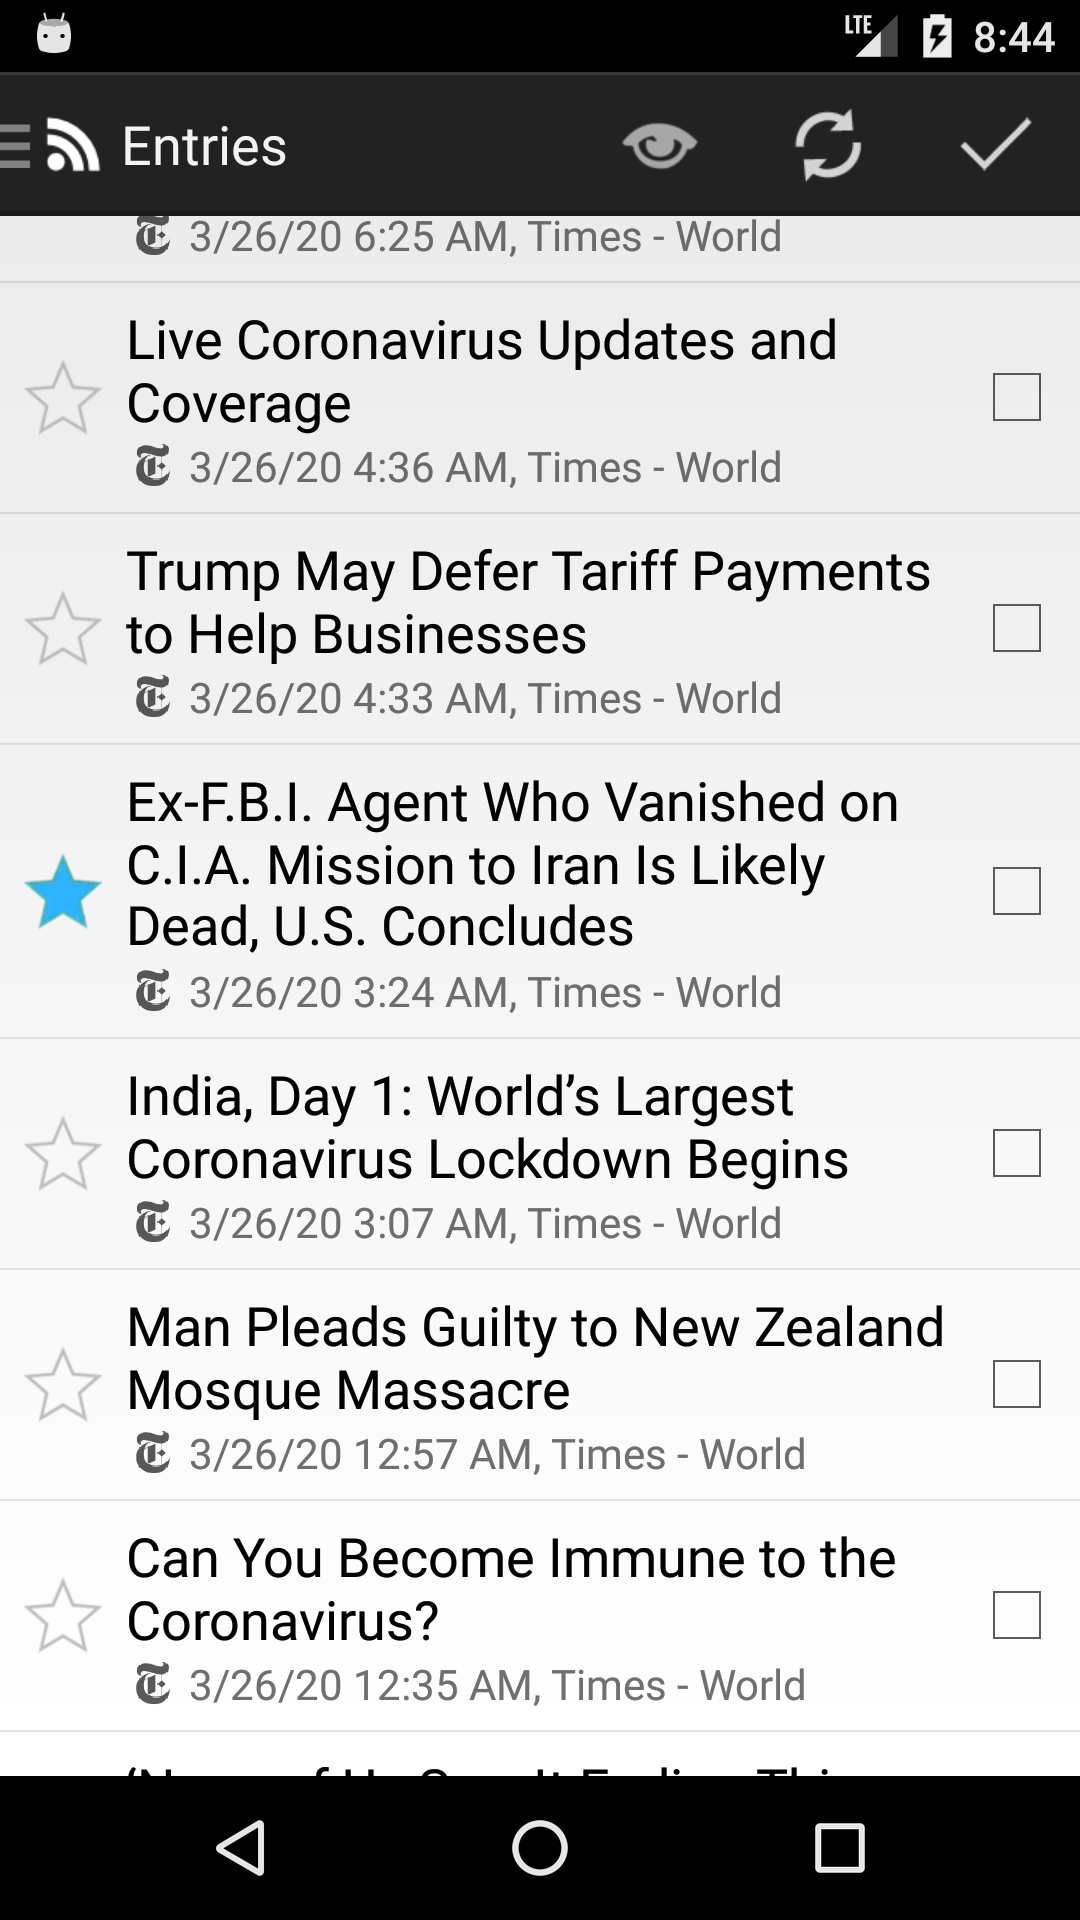 LTE 8:44
Entries
3/26/20 6:25 AM, Times - World
Live Coronavirus Updates and
Coverage
3/26/20 4:36 AM, Times - World
Trump May Defer Tariff Payments
to Help Businesses
3/26/20 4:33 AM, Times - World
Ex-F.B.I. Agent Who Vanished on
C.I.A. Mission to Iran Is Likely
Dead, U.S. Concludes
3/26/20 3:24 AM, Times - World
India, Day 1: World’s Largest
Coronavirus Lockdown Begins
3/26/20 3:07 AM, Times - World
Man Pleads Guilty to New Zealand
Mosque Massacre
3/26/20 12:57 AM, Times - World
Can You Become Immune to the
Coronavirus?
3/26/20 12:35 AM, Times - World